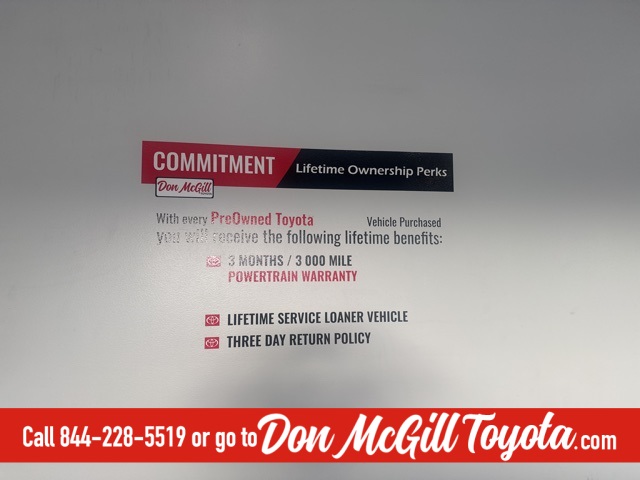 COMMITMENT Lifetime Ownership Perks
Don McGill
With every PreOwned Toyota Vehicle Purchased
you will receive the following lifetime benefits:
3 MONTHS / 3 000 MILE
POWERTRAIN WARRANTY
LIFETIME SERVICE LOANER VEHICLE
THREE DAY RETURN POLICY
Call 844-228-5519 or go to Don McGill Toyota.com